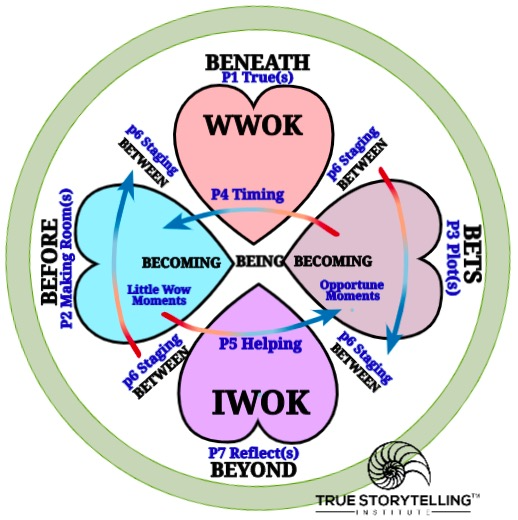 BENEATH
P1 True(s)
WWOK
p6 Staging
BETWEEN
p6 Staging
BETWEEN
P4 Timing
BEFORE
P2 Making Room(s)
BETS
P3 Plot(s)
BECOMING
BEING
BECOMING
Little Wow
Moments
Opportune
Moments
P5 Helping
p6 Staging
BETWEEN
p6 Staging
BETWEEN
IWOK
P7 Reflect(s)
BEYOND
TRUE STORYTELLING™
INSTITUTE